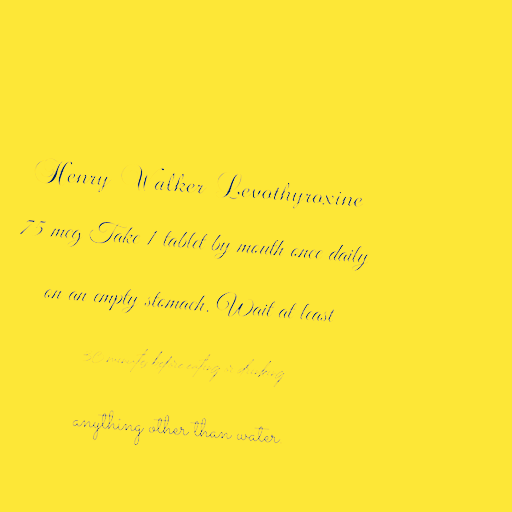 Henry Walker Levothyroxine
75 mcg Take 1 tablet by mouth once daily
on an empty stomach. Wait at least
minutes before eating or drinking
anything other than water